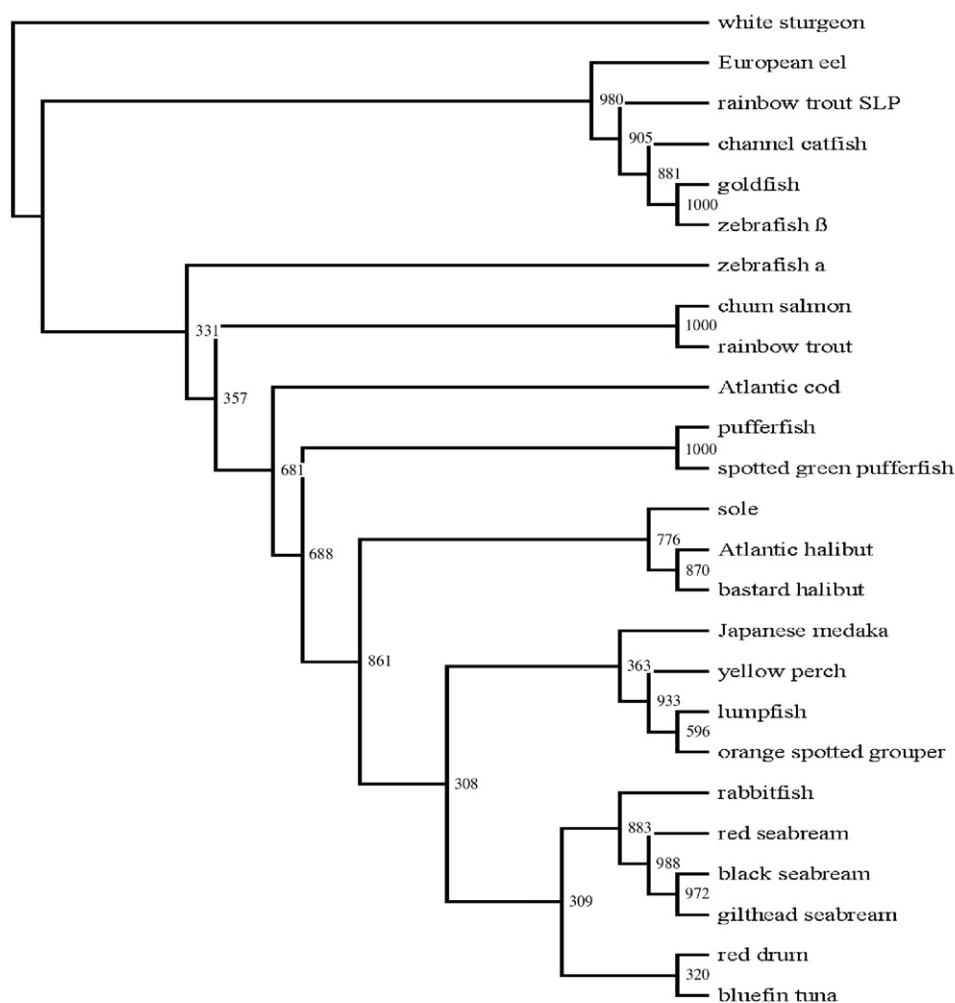 white sturgeon
European eel
980
rainbow trout SLP
905
channel catfish
881
goldfish
1000
zebrafish ß
zebrafish a
chum salmon
331
1000
rainbow trout
Atlantic cod
357
pufferfish
1000
681
spotted green pufferfish
sole
776
Atlantic halibut
688
870
bastard halibut
Japanese medaka
861
363
yellow perch
933
lumpfish
596
orange spotted grouper
308
rabbitfish
883
red seabream
988
black seabream
972
309
gilthead seabream
red drum
320
bluefin tuna